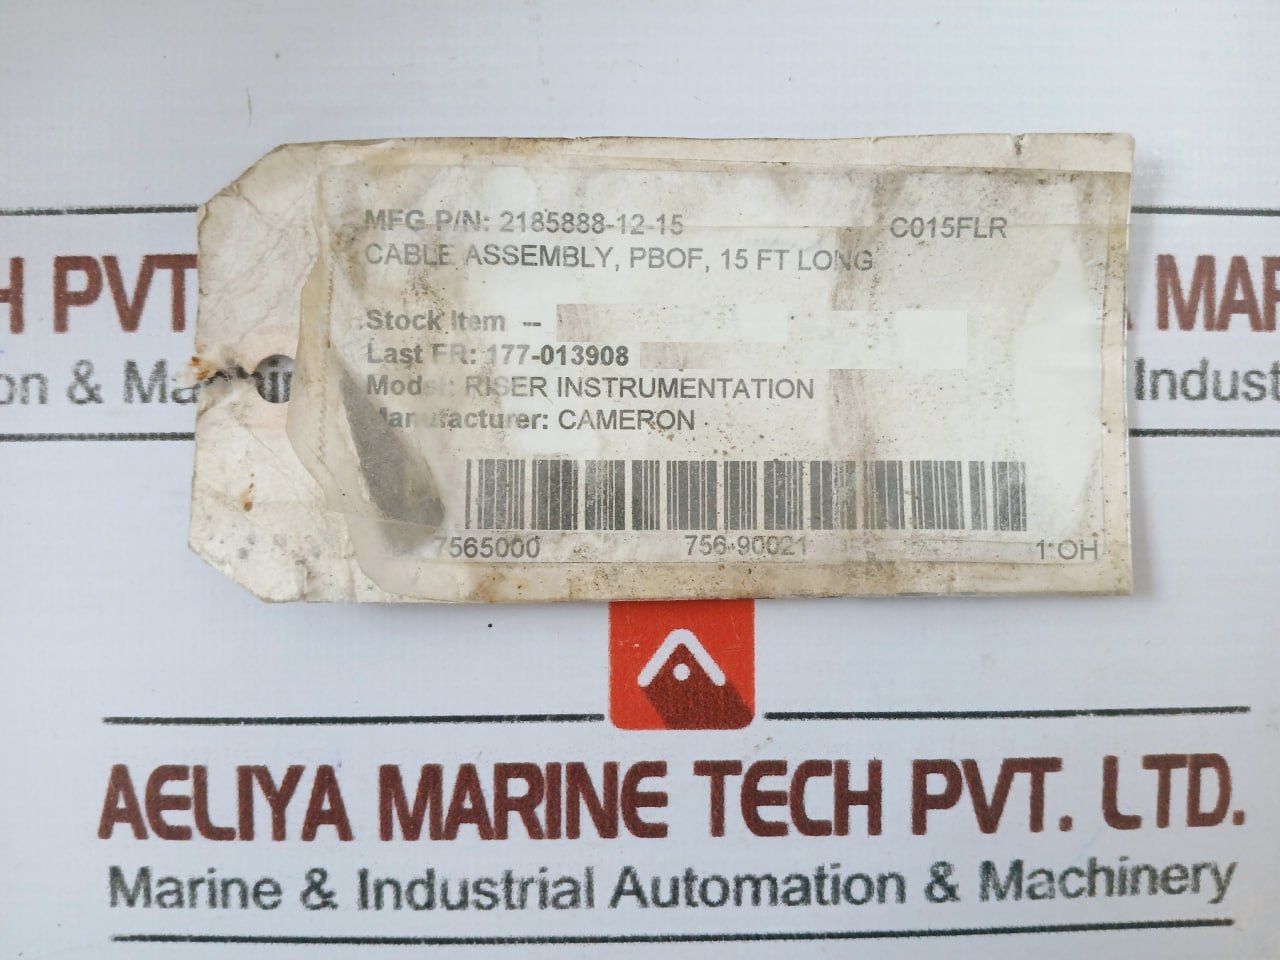 MFG P/N: 2185888-12-15 C015FLR
CABLE ASSEMBLY, PBOF, 15 FT LONG
Stock Item --
Last FR: 177-013908
Model: RISER INSTRUMENTATION
Manufacturer: CAMERON
7565000 756-90021 1 OH
H PVT
A MAR
on & Machin
Indust
AELIYA MARINE TECH PVT. LTD.
Marine & Industrial Automation & Machinery